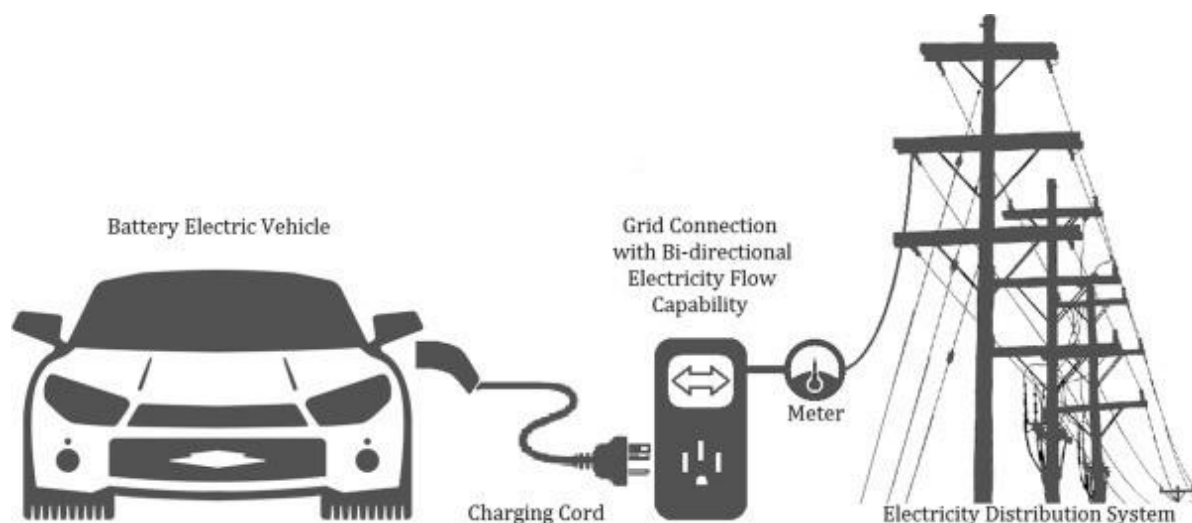 Battery Electric Vehicle
Grid Connection
with Bi-directional
Electricity Flow
Capability
Meter
Charging Cord
Electricity Distribution System